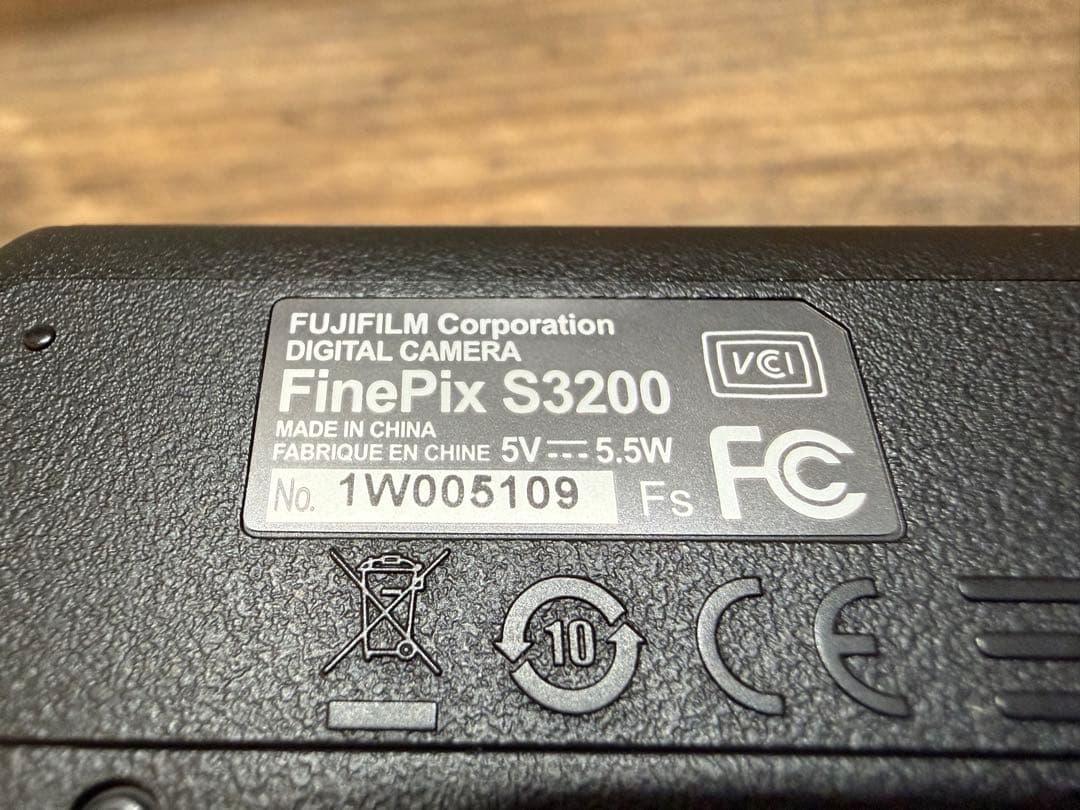 FUJIFILM Corporation
DIGITAL CAMERA
FinePix S3200
MADE IN CHINA
FABRIQUE EN CHINE 5V⎓5.5W
No. 1W005109 Fs
VCCI
FC
10
CE